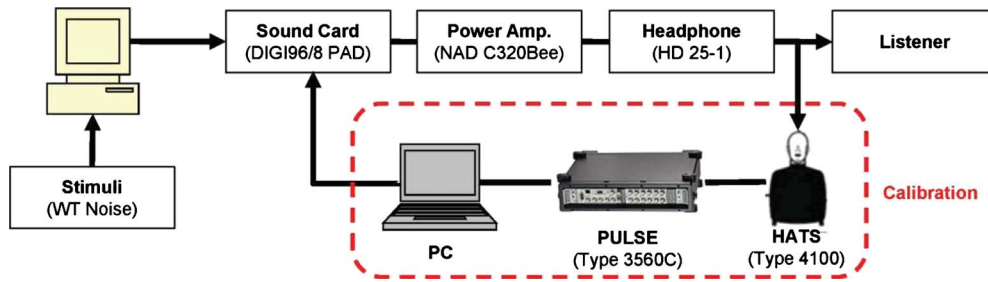 Sound Card
(DIGI96/8 PAD)
Power Amp.
(NAD C320Bee)
Headphone
(HD 25-1)
Listener
Stimuli
(WT Noise)
PC
PULSE
(Type 3560C)
HATS
(Type 4100)
Calibration